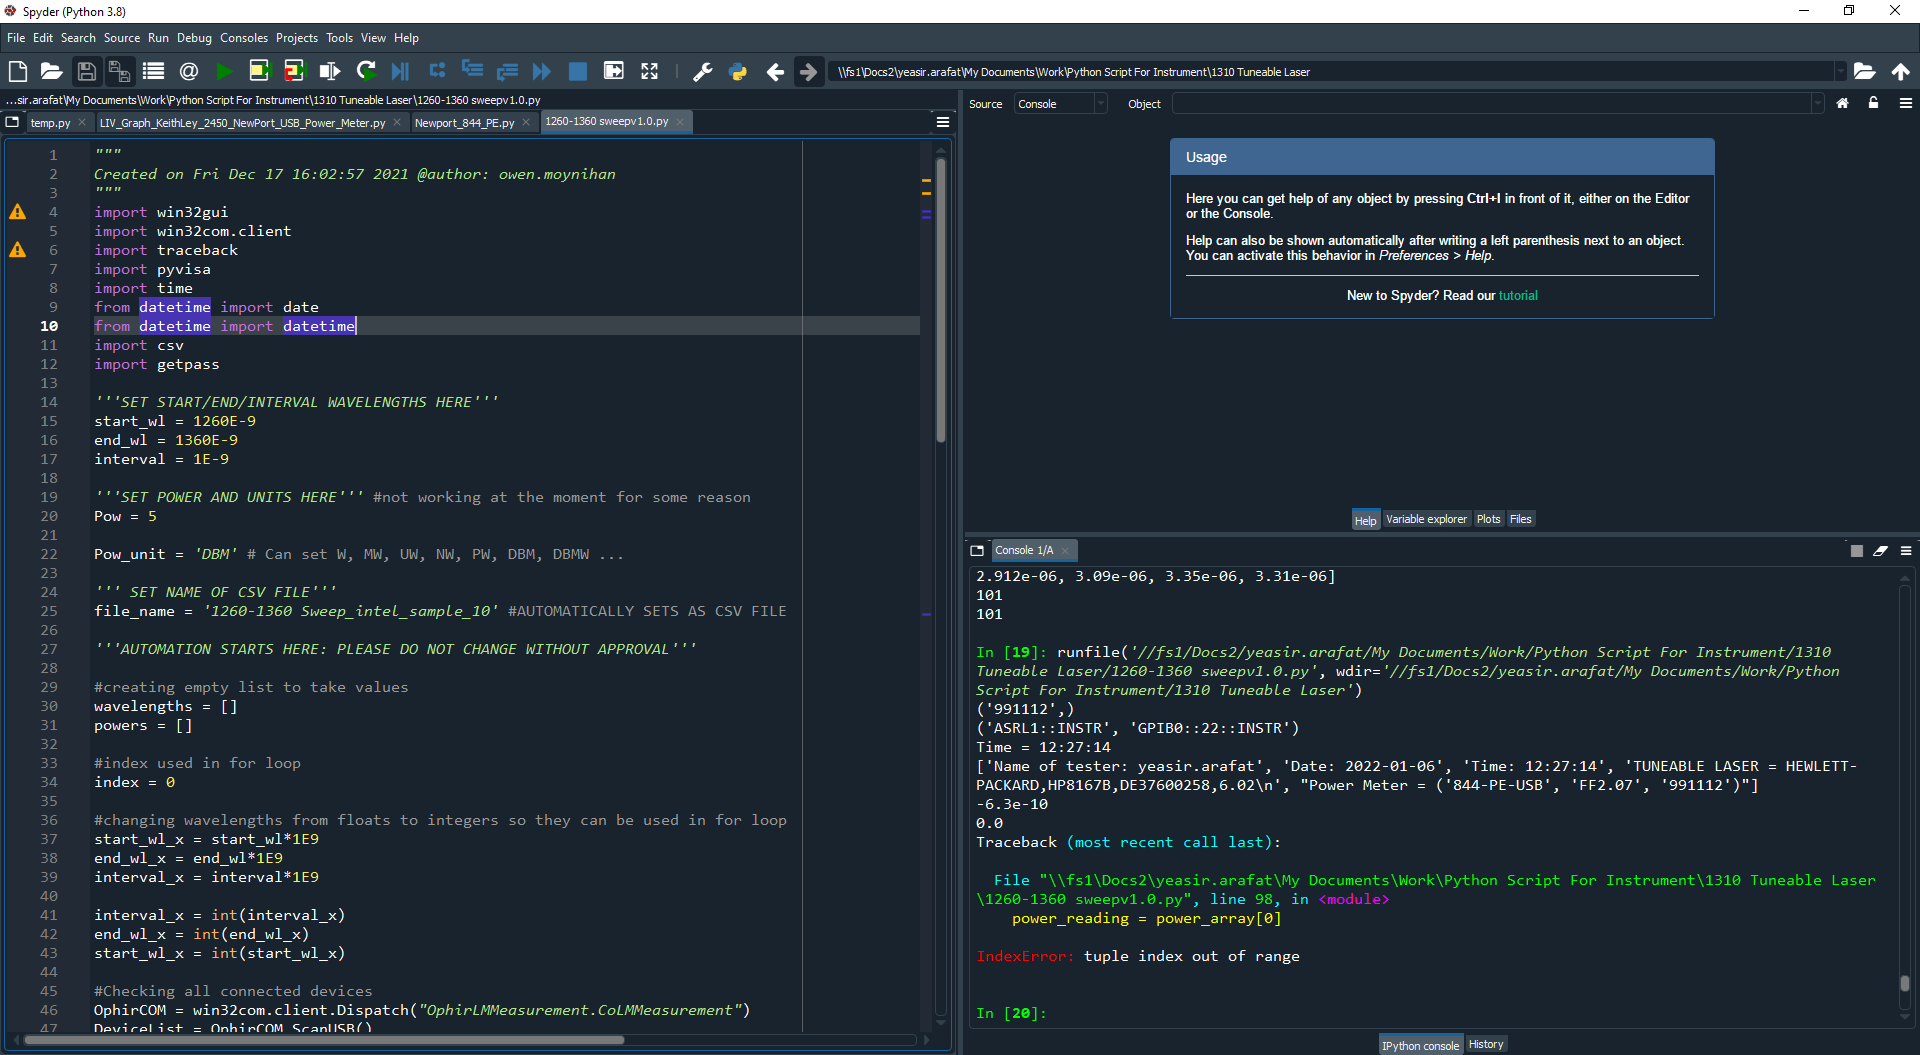 Spyder (Python 3.8)
File Edit Search Source Run Debug Consoles Projects Tools View Help
\\fs1\Docs2\yeasir.arafat\My Documents\Work\Python Script For Instrument\1310 Tuneable Laser
...sir.arafat\My Documents\Work\Python Script For Instrument\1310 Tuneable Laser\1260-1360 sweepv1.0.py
temp.py LIV_Graph_KeithLey_2450_NewPort_USB_Power_Meter.py Newport_844_PE.py 1260-1360 sweepv1.0.py
1 """
2 Created on Fri Dec 17 16:02:57 2021 @author: owen.moynihan
3 """
4 import win32gui
5 import win32com.client
6 import traceback
7 import pyvisa
8 import time
9 from datetime import date
10 from datetime import datetime
11 import csv
12 import getpass
13
14 '''SET START/END/INTERVAL WAVELENGTHS HERE'''
15 start_wl = 1260E-9
16 end_wl = 1360E-9
17 interval = 1E-9
18
19 '''SET POWER AND UNITS HERE''' #not working at the moment for some reason
20 Pow = 5
21
22 Pow_unit = 'DBM' # Can set W, MW, UW, NW, PW, DBM, DBMW ...
23
24 ''' SET NAME OF CSV FILE'''
25 file_name = '1260-1360 Sweep_intel_sample_10' #AUTOMATICALLY SETS AS CSV FILE
26
27 '''AUTOMATION STARTS HERE: PLEASE DO NOT CHANGE WITHOUT APPROVAL'''
28
29 #creating empty list to take values
30 wavelengths = []
31 powers = []
32
33 #index used in for loop
34 index = 0
35
36 #changing wavelengths from floats to integers so they can be used in for loop
37 start_wl_x = start_wl*1E9
38 end_wl_x = end_wl*1E9
39 interval_x = interval*1E9
40
41 interval_x = int(interval_x)
42 end_wl_x = int(end_wl_x)
43 start_wl_x = int(start_wl_x)
44
45 #Checking all connected devices
46 OphirCOM = win32com.client.Dispatch("OphirLMMeasurement.CoLMMeasurement")
47 DeviceList = OphirCOM.ScanUSB()
Source Console Object
Usage
Here you can get help of any object by pressing Ctrl+I in front of it, either on the Editor
or the Console.
Help can also be shown automatically after writing a left parenthesis next to an object.
You can activate this behavior in Preferences > Help.
New to Spyder? Read our tutorial
Help Variable explorer Plots Files
Console 1/A
2.912e-06, 3.09e-06, 3.35e-06, 3.31e-06]
101
101
In [19]: runfile('//fs1/Docs2/yeasir.arafat/My Documents/Work/Python Script For Instrument/1310
Tuneable Laser/1260-1360 sweepv1.0.py', wdir='//fs1/Docs2/yeasir.arafat/My Documents/Work/Python
Script For Instrument/1310 Tuneable Laser')
('991112',)
('ASRL1::INSTR', 'GPIB0::22::INSTR')
Time = 12:27:14
['Name of tester: yeasir.arafat', 'Date: 2022-01-06', 'Time: 12:27:14', 'TUNEABLE LASER = HEWLETT-
PACKARD,HP8167B,DE37600258,6.02\n', "Power Meter = ('844-PE-USB', 'FF2.07', '991112')"]
-6.3e-10
0.0
Traceback (most recent call last):
File "\\fs1\Docs2\yeasir.arafat\My Documents\Work\Python Script For Instrument\1310 Tuneable Laser
\1260-1360 sweepv1.0.py", line 98, in <module>
power_reading = power_array[0]
IndexError: tuple index out of range
In [20]:
IPython console History